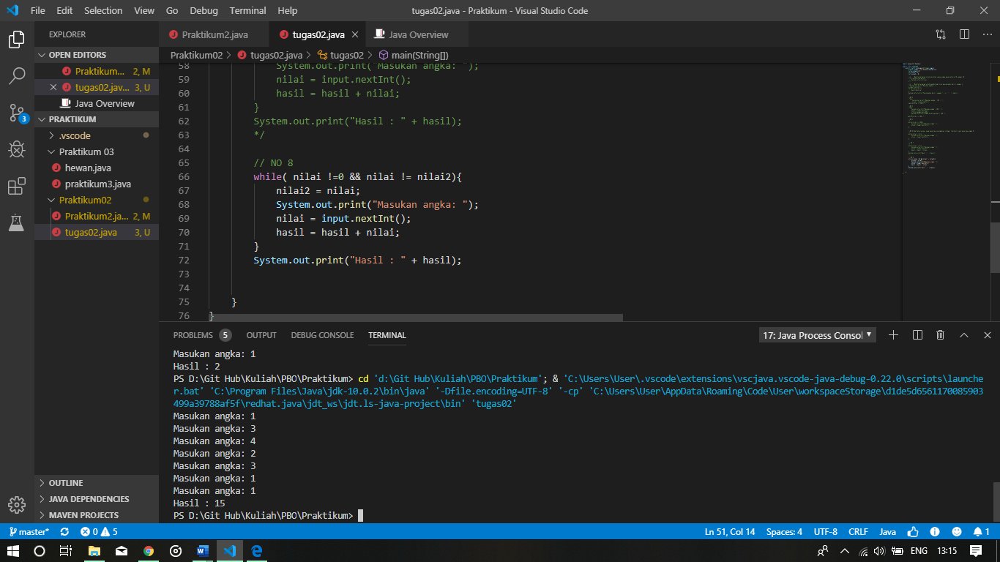 File Edit Selection View Go Debug Terminal Help
tugas02.java - Praktikum - Visual Studio Code
EXPLORER
OPEN EDITORS
Praktikum... 2, M
tugas02.jav... 3, U
Java Overview
PRAKTIKUM
.vscode
Praktikum 03
hewan.java
praktikum3.java
Praktikum02
Praktikum2.ja... 2, M
tugas02.java 3, U
OUTLINE
JAVA DEPENDENCIES
MAVEN PROJECTS
3
Praktikum2.java
tugas02.java
Java Overview
Praktikum02 > tugas02.java > tugas02 > main(String[])
58 System.out.print("Masukan angka: ");
59 nilai = input.nextInt();
60 hasil = hasil + nilai;
61 }
62 System.out.print("Hasil : " + hasil);
63 */
64
65 // NO 8
66 while( nilai !=0 && nilai != nilai2){
67 nilai2 = nilai;
68 System.out.print("Masukan angka: ");
69 nilai = input.nextInt();
70 hasil = hasil + nilai;
71 }
72 System.out.print("Hasil : " + hasil);
73
74
75 }
76 }
PROBLEMS 5 OUTPUT DEBUG CONSOLE TERMINAL
17: Java Process Consol
Masukan angka: 1
Hasil : 2
PS D:\Git Hub\Kuliah\PBO\Praktikum> cd 'd:\Git Hub\Kuliah\PBO\Praktikum'; & 'C:\Users\User\.vscode\extensions\vscjava.vscode-java-debug-0.22.0\scripts\launche
r.bat' 'C:\Program Files\Java\jdk-10.0.2\bin\java' '-Dfile.encoding=UTF-8' '-cp' 'C:\Users\User\AppData\Roaming\Code\User\workspaceStorage\d1de5d6561170085903
499a39788af5f\redhat.java\jdt_ws\jdt.ls-java-project\bin' 'tugas02'
Masukan angka: 1
Masukan angka: 3
Masukan angka: 4
Masukan angka: 2
Masukan angka: 3
Masukan angka: 1
Masukan angka: 1
Hasil : 15
PS D:\Git Hub\Kuliah\PBO\Praktikum>
master* 0 5
Ln 51, Col 14 Spaces: 4 UTF-8 CRLF Java 1
ENG 13:15